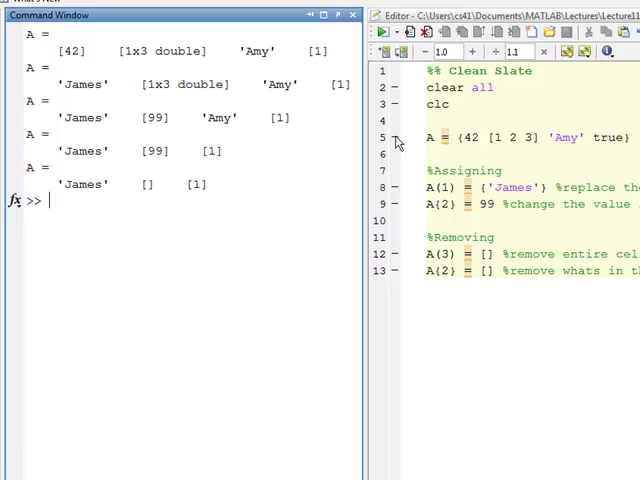 What's New
Command Window
A =
[42] [1x3 double] 'Amy' [1]
A =
'James' [1x3 double] 'Amy' [1]
A =
'James' [99] 'Amy' [1]
A =
'James' [99] [1]
A =
'James' [] [1]
fx >>
Editor - C:\Users\cs41\Documents\MATLAB\Lectures\Lecture11
1.0
1.1
1 %% Clean Slate
2 clear all
3 clc
4
5 A = {42 [1 2 3] 'Amy' true}
6
7 %Assigning
8 A(1) = {'James'} %replace the
9 A{2} = 99 %change the value
10
11 %Removing
12 A(3) = [] %remove entire cel
13 A{2} = [] %remove whats in th